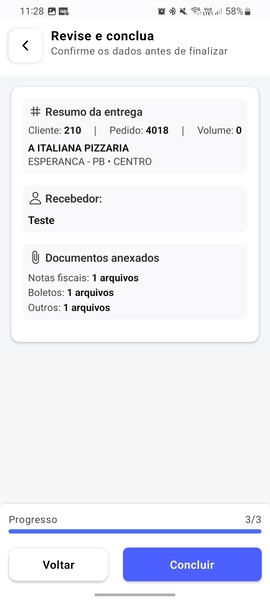 11:28 58%
Revise e conclua
Confirme os dados antes de finalizar
# Resumo da entrega
Cliente: 210 | Pedido: 4018 | Volume: 0
A ITALIANA PIZZARIA
ESPERANCA - PB • CENTRO
Recebedor:
Teste
Documentos anexados
Notas fiscais: 1 arquivos
Boletos: 1 arquivos
Outros: 1 arquivos
Progresso 3/3
Voltar Concluir